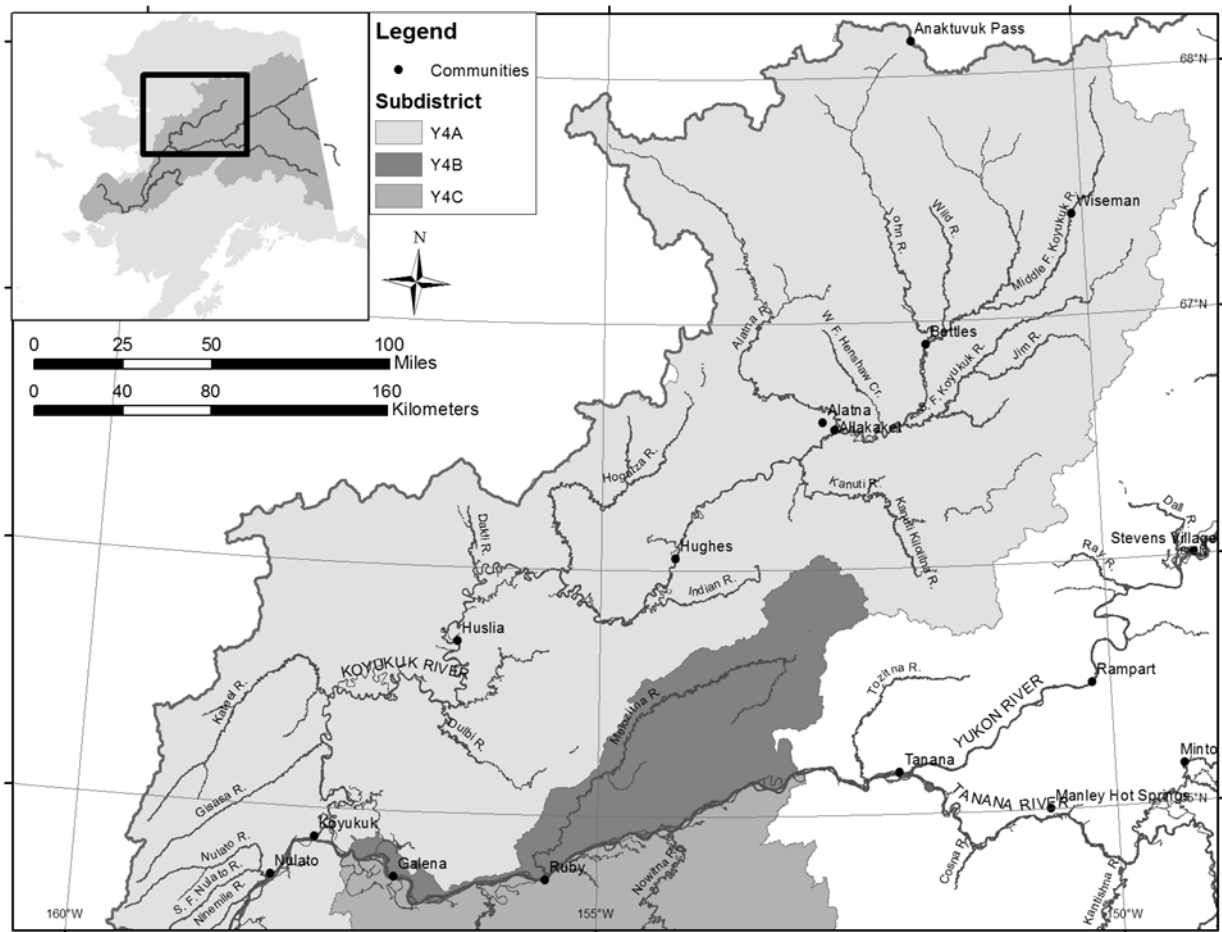 Legend
Communities
Subdistrict
Y4A
Y4B
Y4C
N
0 25 50 100
Miles
0 40 80 160
Kilometers
Anaktuvuk Pass
68°N
Wiseman
John R.
Wild R.
Middle F. Koyukuk R.
67°N
Alatna R.
W. F. Henshaw Cr.
Bettles
F. Koyukuk R.
Jim R.
Alatna
Allakaket
Hogatza R.
Kanuti R.
Kanuti Kilolitna R.
Dall R.
Dakli R.
Stevens Village
Hughes
Ray R.
Indian R.
Huslia
KOYUKUK RIVER
Rampart
Kateel R.
Melozitna R.
Tozitna R.
YUKON RIVER
Dulbi R.
Minto
Tanana
Gisasa R.
TANANA RIVER
Manley Hot Springs
Koyukuk
Nulato R.
Nulato
Galena
Ruby
Nowitna R.
Cosna R.
S. F. Nulato R.
Ninemile R.
Kantishna R.
160°W
155°W
150°W